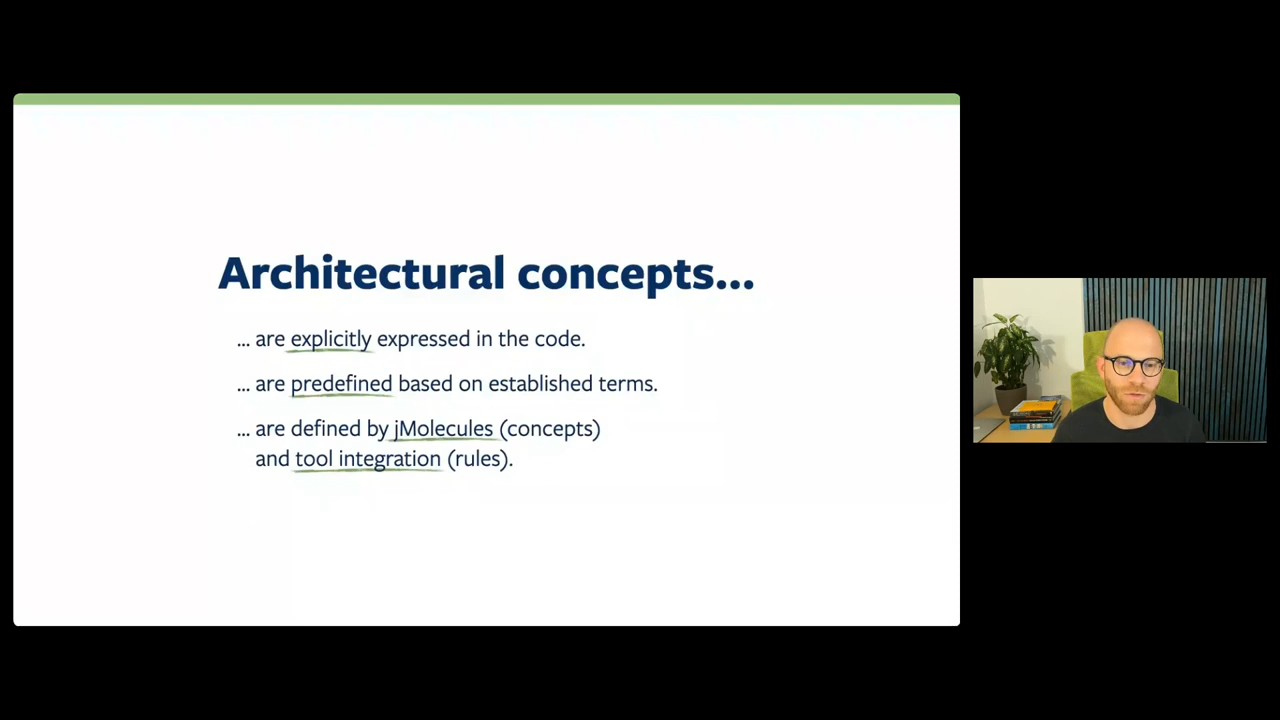 Architectural concepts...
... are explicitly expressed in the code.
... are predefined based on established terms.
... are defined by jMolecules (concepts)
and tool integration (rules).